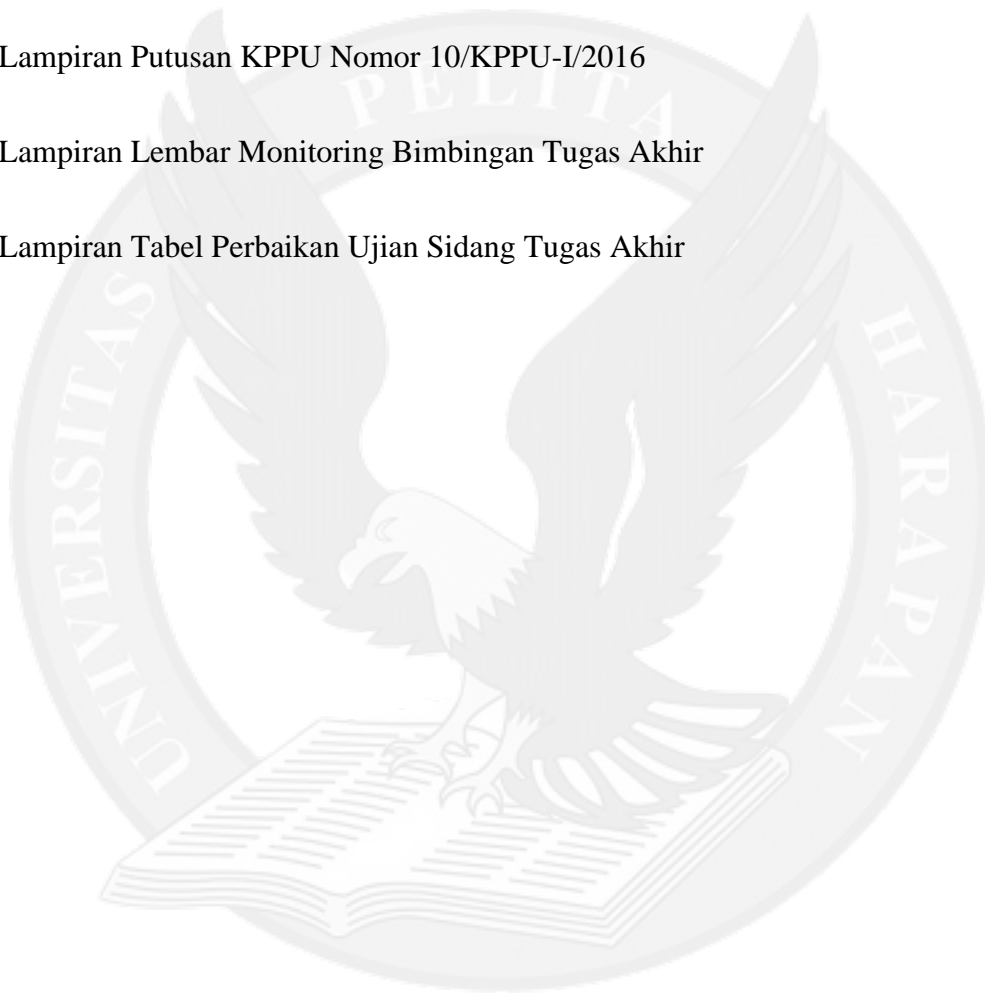 Lampiran Putusan KPPU Nomor 10/KPPU-I/2016
Lampiran Lembar Monitoring Bimbingan Tugas Akhir
Lampiran Tabel Perbaikan Ujian Sidang Tugas Akhir
UNIVERSITAS PELITA HARAPAN